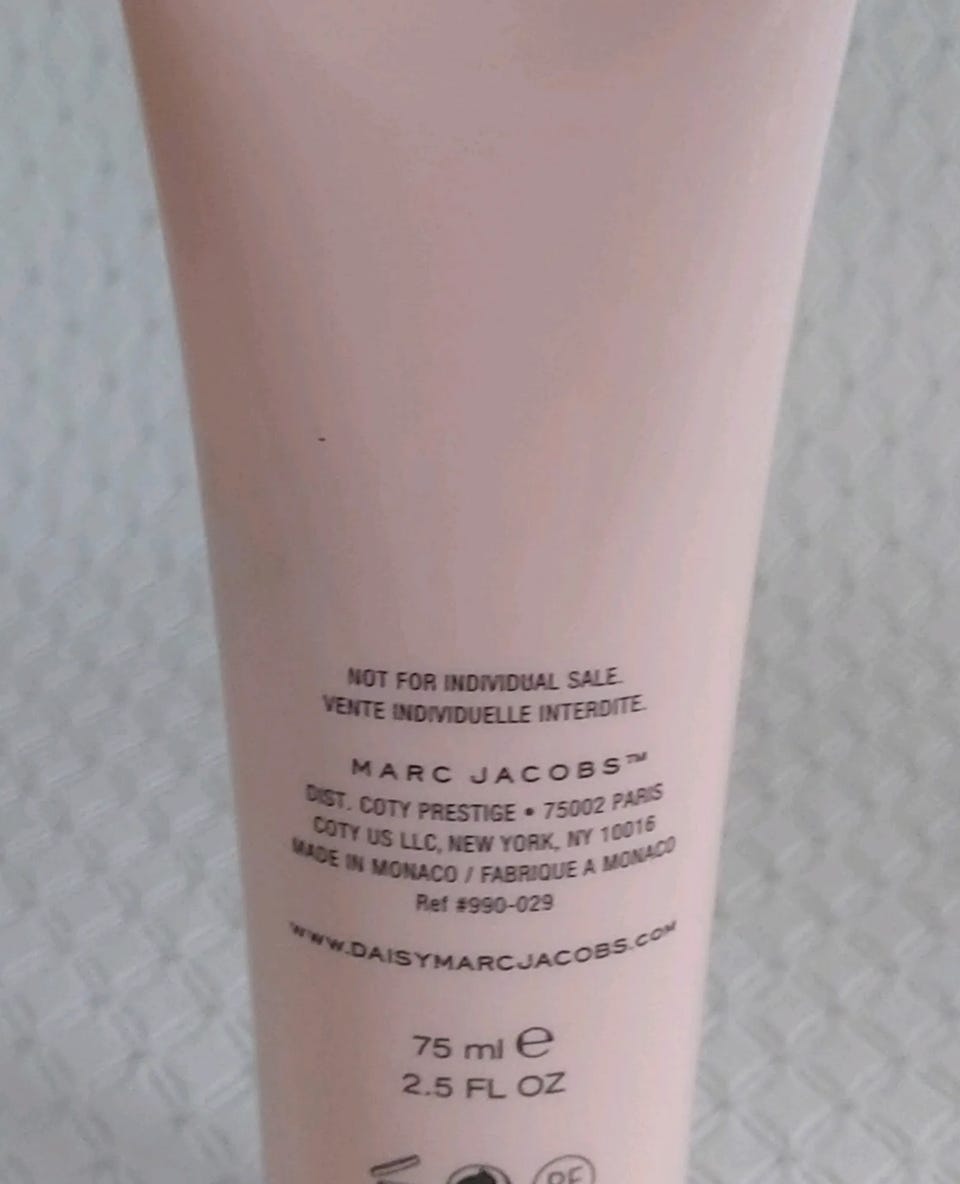 NOT FOR INDIVIDUAL SALE.
VENTE INDIVIDUELLE INTERDITE.
MARC JACOBS™
DIST. COTY PRESTIGE • 75002 PARIS
COTY US LLC, NEW YORK, NY 10016
MADE IN MONACO / FABRIQUE A MONACO
Ref #990-029
WWW.DAISYMARCJACOBS.COM
75 ml ℮
2.5 FL OZ